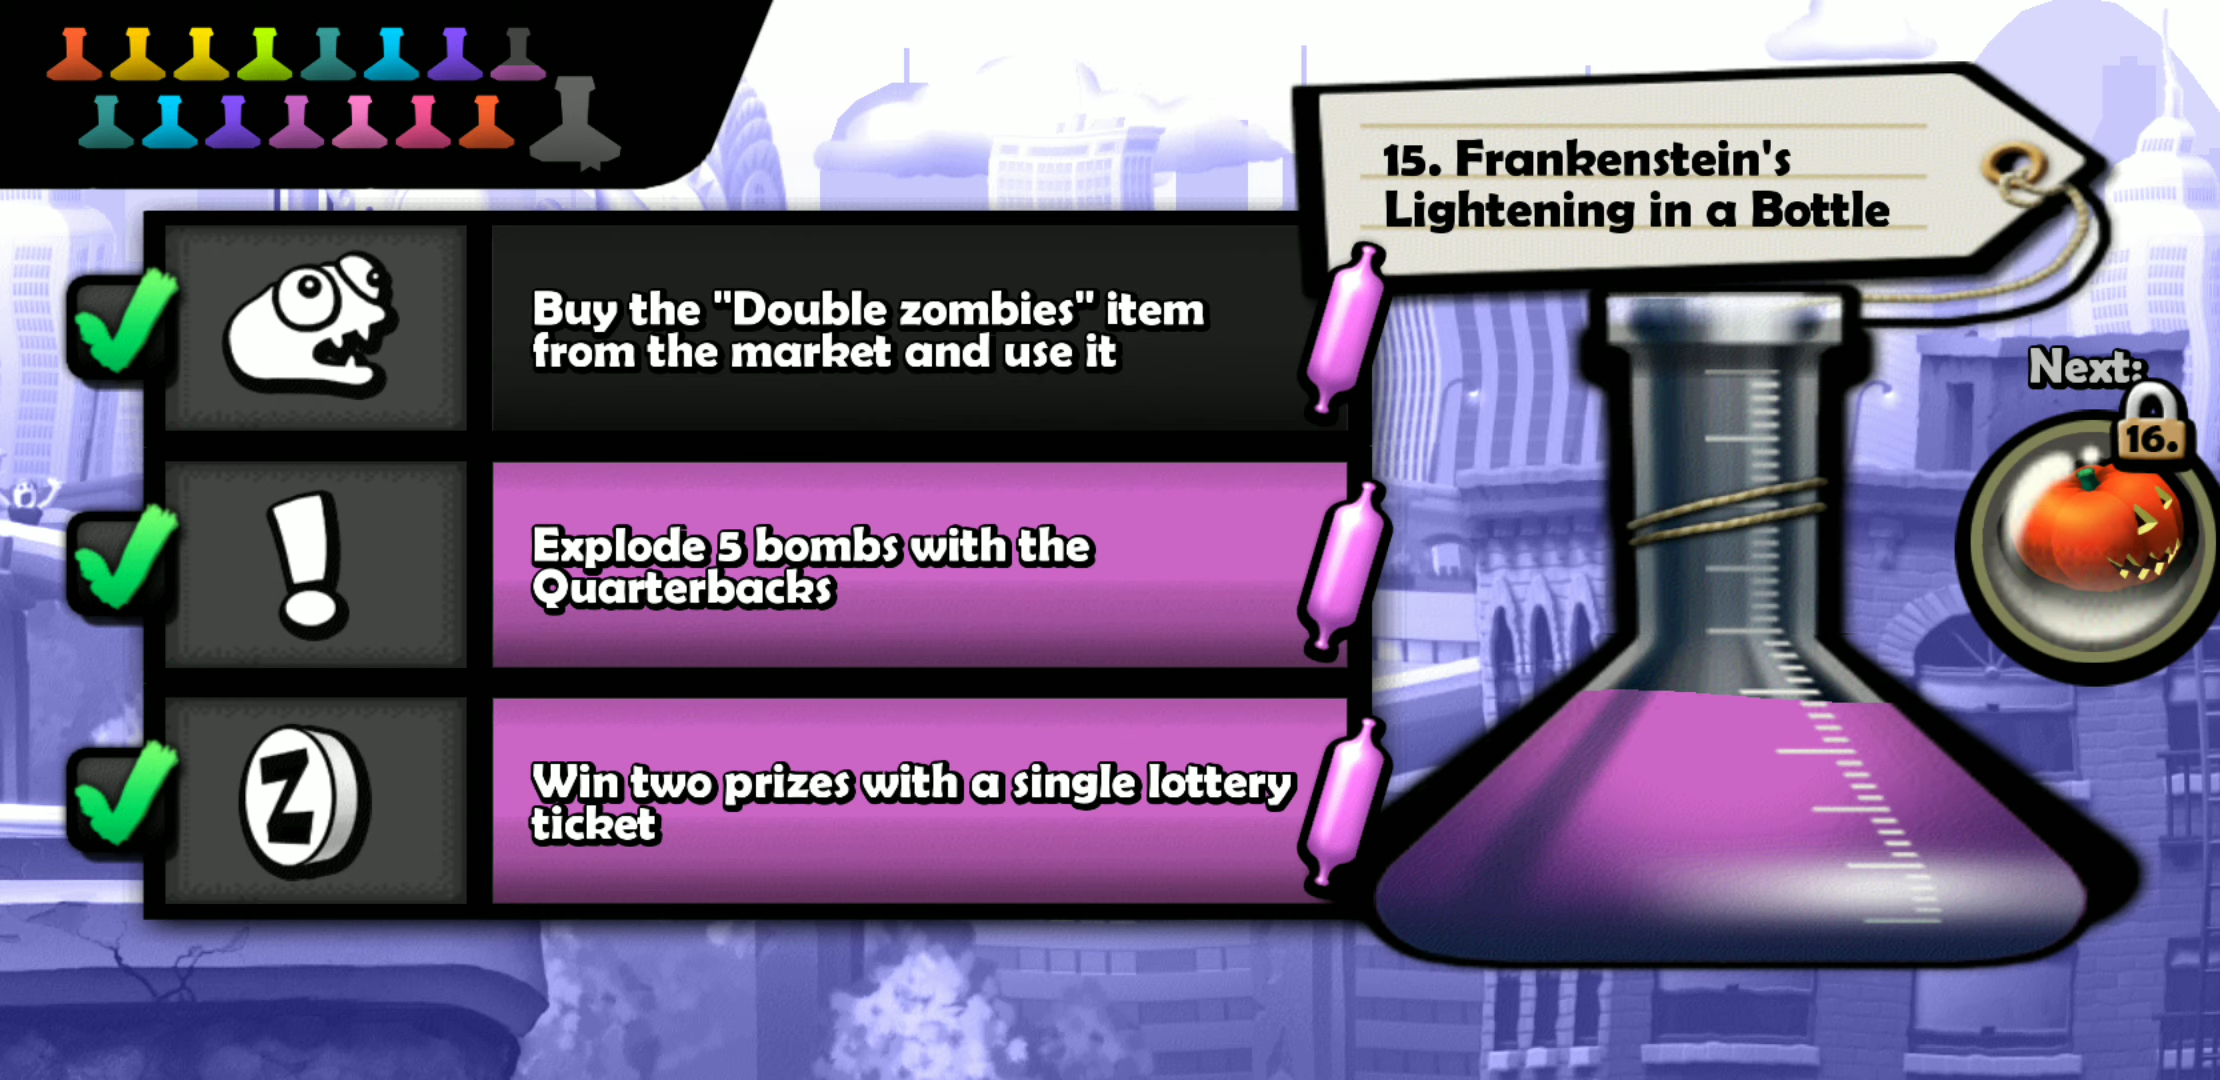 15. Frankenstein's
Lightening in a Bottle
Buy the "Double zombies" item
from the market and use it
Explode 5 bombs with the
Quarterbacks
Z
Win two prizes with a single lottery
ticket
Next:
16.